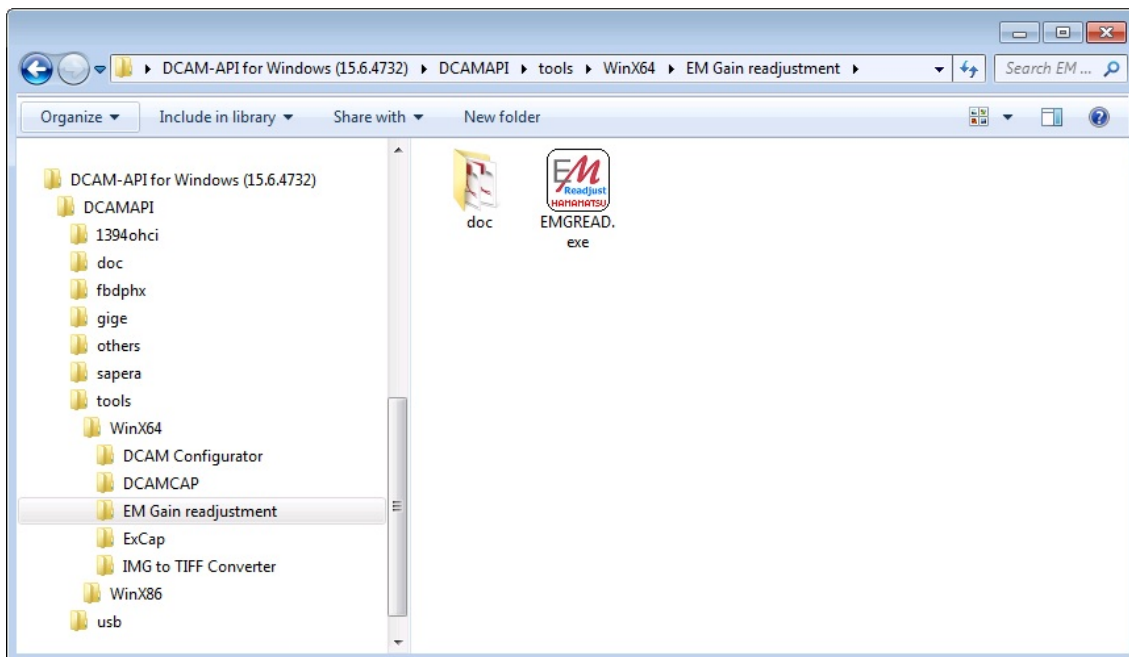 DCAM-API for Windows (15.6.4732) DCAMAPI tools WinX64 EM Gain readjustment
Search EM ...
Organize Include in library Share with New folder
DCAM-API for Windows (15.6.4732)
DCAMAPI
1394ohci
doc
fbdphx
gige
others
sapera
tools
WinX64
DCAM Configurator
DCAMCAP
EM Gain readjustment
ExCap
IMG to TIFF Converter
WinX86
usb
doc
EM
Readjust
HAMAMATSU
EMGREAD.
exe